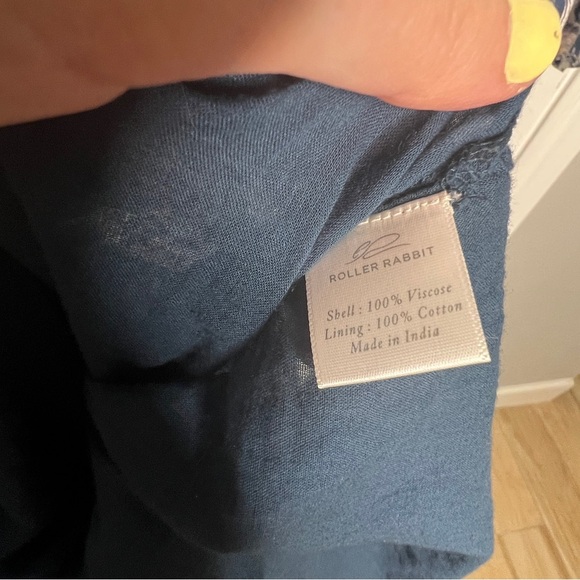 ROLLER RABBIT
Shell : 100% Viscose
Lining : 100% Cotton
Made in India